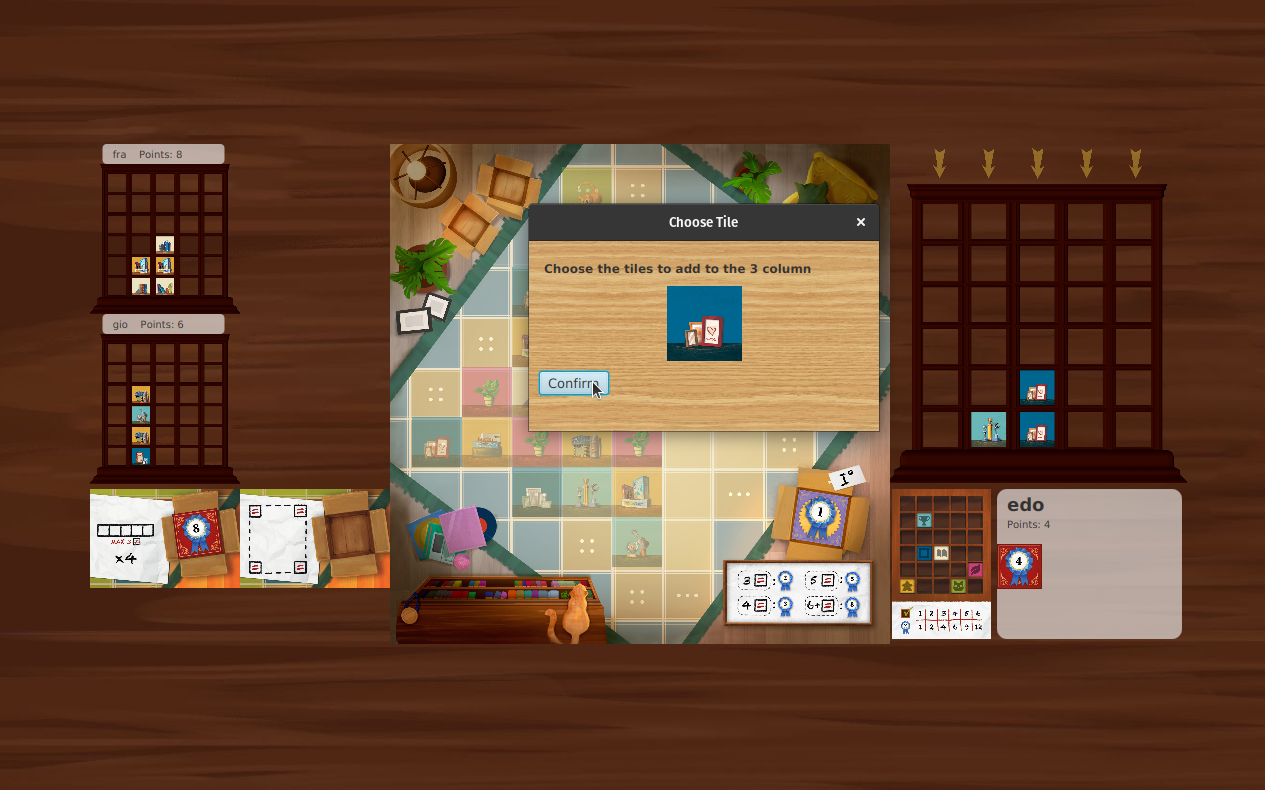 fra Points: 8
gio Points: 6
MAX 3
x4
8
Choose Tile
Choose the tiles to add to the 3 column
Confirm
I°
1
3 : 2
5 : 5
4 : 3
6+ : 8
edo
Points: 4
4
1 2 3 4 5 6
1 2 4 6 9 12